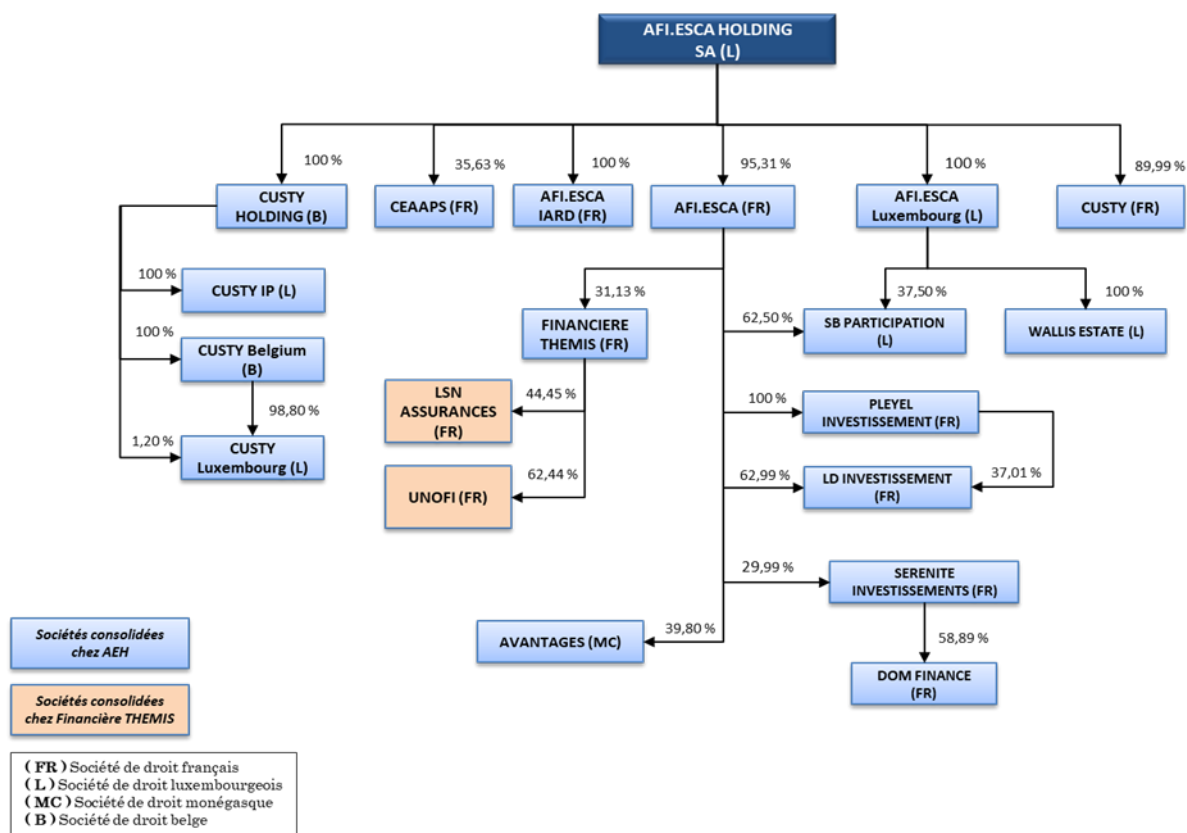 AFI.ESCA HOLDING
SA (L)
100 %
35,63 %
100 %
95,31 %
100 %
89,99 %
CUSTY
HOLDING (B)
CEAAPS (FR)
AFI.ESCA
IARD (FR)
AFI.ESCA (FR)
AFI.ESCA
Luxembourg (L)
CUSTY (FR)
100 %
CUSTY IP (L)
31,13 %
37,50 %
100 %
FINANCIERE
THEMIS (FR)
62,50 %
SB PARTICIPATION
(L)
WALLIS ESTATE (L)
100 %
CUSTY Belgium
(B)
98,80 %
LSN
ASSURANCES
(FR)
44,45 %
100 %
PLEYEL
INVESTISSEMENT (FR)
1,20 %
CUSTY
Luxembourg (L)
UNOFI (FR)
62,44 %
62,99 %
LD INVESTISSEMENT
(FR)
37,01 %
29,99 %
SERENITE
INVESTISSEMENTS (FR)
AVANTAGES (MC)
39,80 %
58,89 %
DOM FINANCE
(FR)
Sociétés consolidées
chez AEH
Sociétés consolidées
chez Financière THEMIS
( FR ) Société de droit français
( L ) Société de droit luxembourgeois
( MC ) Société de droit monégasque
( B ) Société de droit belge